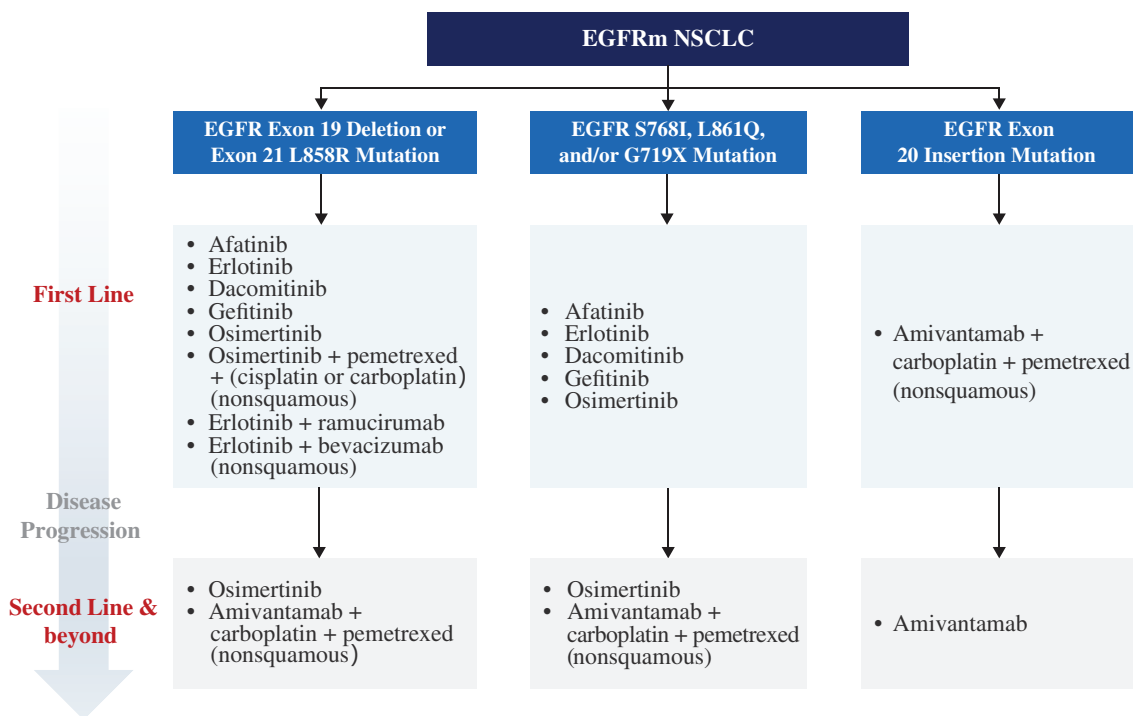 EGFRm NSCLC
EGFR Exon 19 Deletion or
Exon 21 L858R Mutation
EGFR S768I, L861Q,
and/or G719X Mutation
EGFR Exon
20 Insertion Mutation
First Line
• Afatinib
• Erlotinib
• Dacomitinib
• Gefitinib
• Osimertinib
• Osimertinib + pemetrexed
+ (cisplatin or carboplatin)
(nonsquamous)
• Erlotinib + ramucirumab
• Erlotinib + bevacizumab
(nonsquamous)
• Afatinib
• Erlotinib
• Dacomitinib
• Gefitinib
• Osimertinib
• Amivantamab +
carboplatin + pemetrexed
(nonsquamous)
Disease
Progression
Second Line &
beyond
• Osimertinib
• Amivantamab +
carboplatin + pemetrexed
(nonsquamous)
• Osimertinib
• Amivantamab +
carboplatin + pemetrexed
(nonsquamous)
• Amivantamab